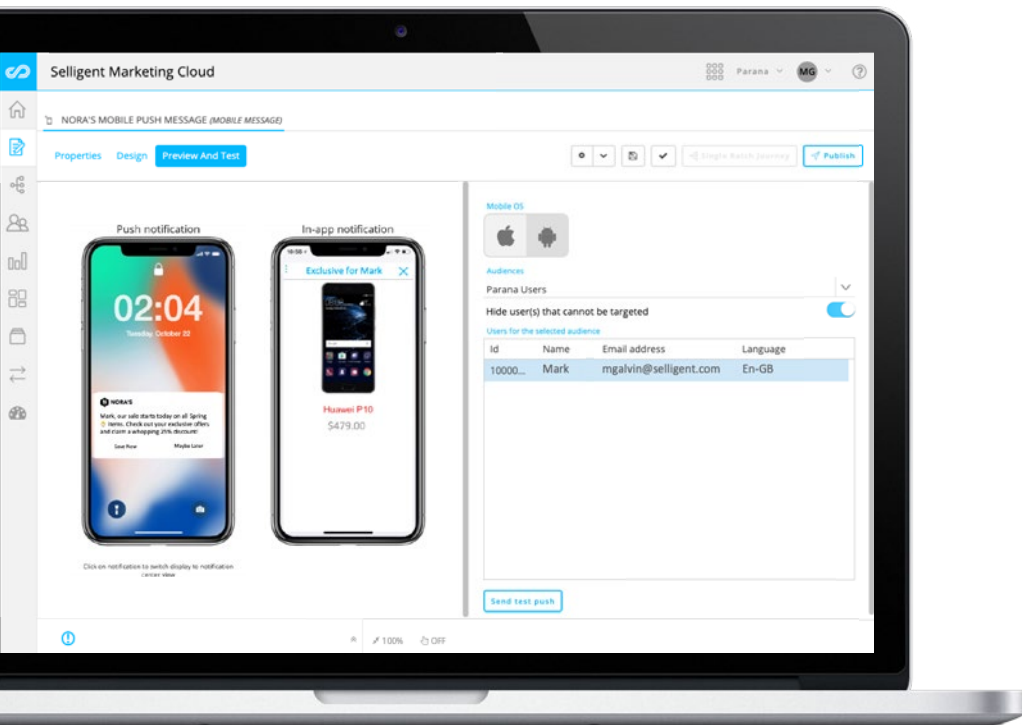 Selligent Marketing Cloud
Parana
MG
?
NORA'S MOBILE PUSH MESSAGE (MOBILE MESSAGE)
Properties
Design
Preview And Test
Single Batch Journey
Publish
Push notification
02:04
Tuesday, October 22
NORA'S
Mark, our sale starts today on all Spring
items. Check out your exclusive offers
and claim a whopping 25% discount!
Save Now
Maybe Later
Click on notification to switch display to notification
center view
In-app notification
Exclusive for Mark
Huawei P10
$479.00
Mobile OS
Audiences
Parana Users
Hide user(s) that cannot be targeted
Users for the selected audience
Id Name Email address Language
10000... Mark mgalvin@selligent.com En-GB
Send test push
100%
OFF